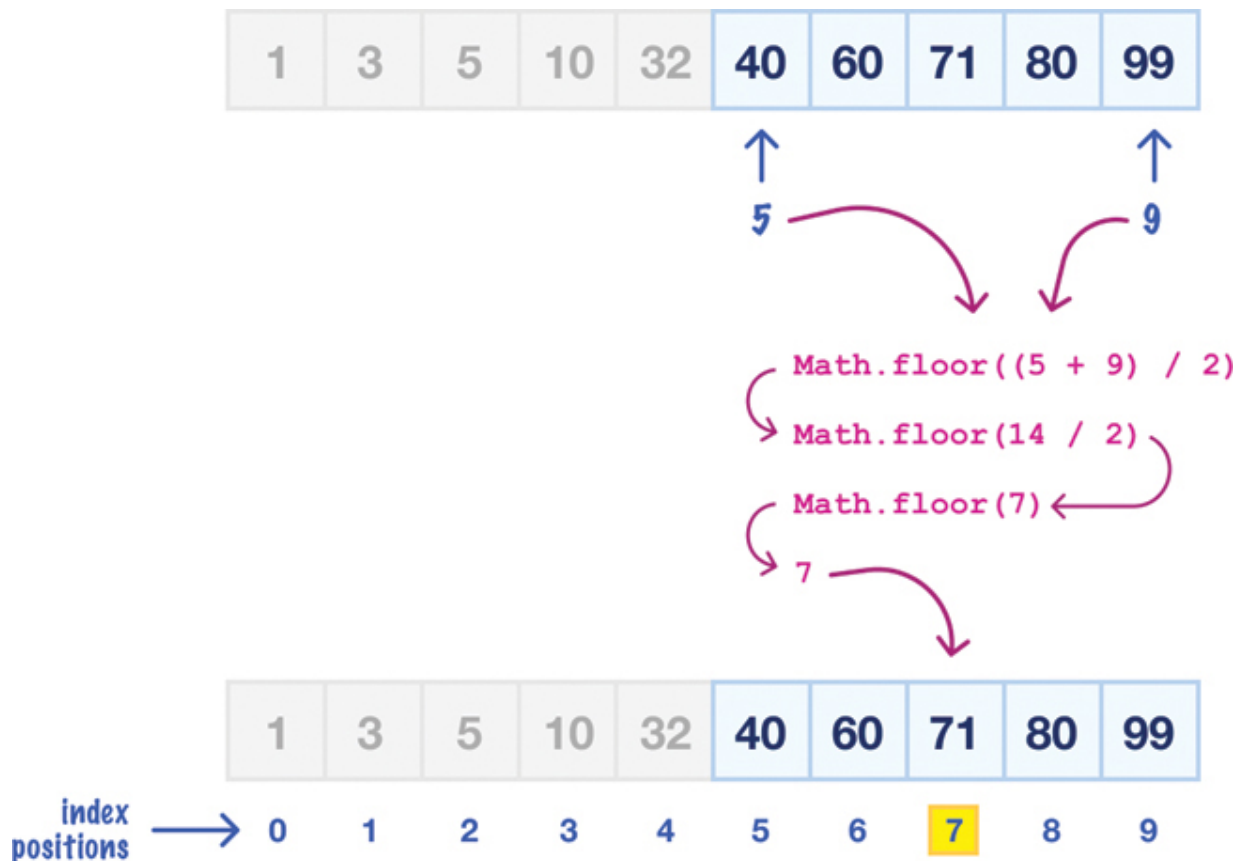 1 3 5 10 32 40 60 71 80 99
5 9
Math.floor((5 + 9) / 2)
Math.floor(14 / 2)
Math.floor(7)
7
1 3 5 10 32 40 60 71 80 99
index
positions
0 1 2 3 4 5 6 7 8 9